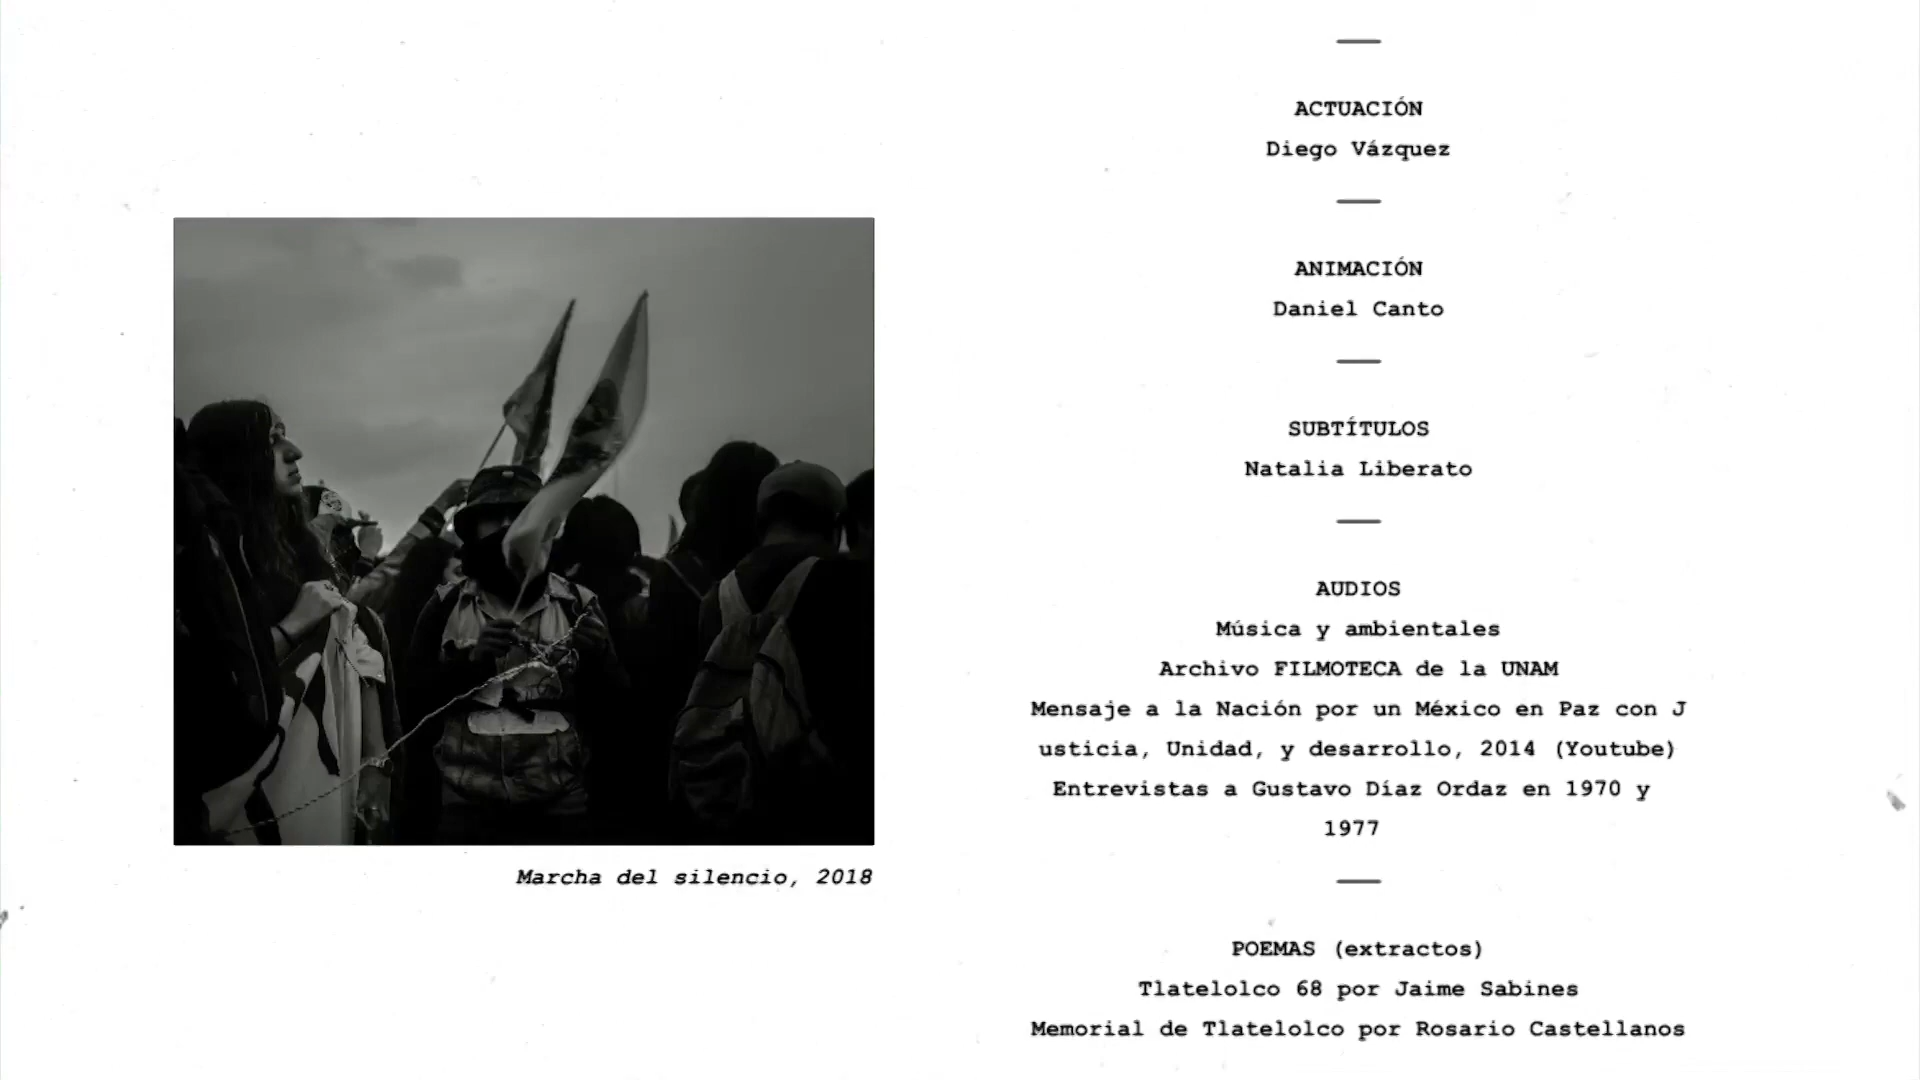 Marcha del silencio, 2018
ACTUACIÓN
Diego Vázquez
ANIMACIÓN
Daniel Canto
SUBTÍTULOS
Natalia Liberato
AUDIOS
Música y ambientales
Archivo FILMOTECA de la UNAM
Mensaje a la Nación por un México en Paz con J
usticia, Unidad, y desarrollo, 2014 (Youtube)
Entrevistas a Gustavo Díaz Ordaz en 1970 y
1977
POEMAS (extractos)
Tlatelolco 68 por Jaime Sabines
Memorial de Tlatelolco por Rosario Castellanos